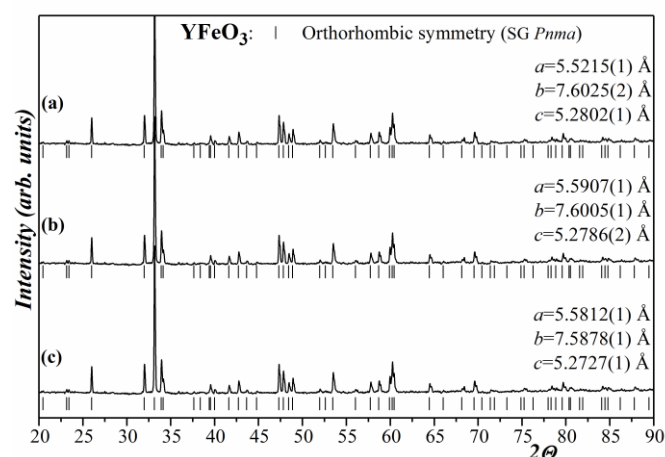 YFeO3: | Orthorhombic symmetry (SG Pnma)
(a)
a=5.5215(1) Å
b=7.6025(2) Å
c=5.2802(1) Å
(b)
a=5.5907(1) Å
b=7.6005(1) Å
c=5.2786(2) Å
(c)
a=5.5812(1) Å
b=7.5878(1) Å
c=5.2727(1) Å
Intensity (arb. units)
20 25 30 35 40 45 50 55 60 65 70 75 80 85 90
2Θ